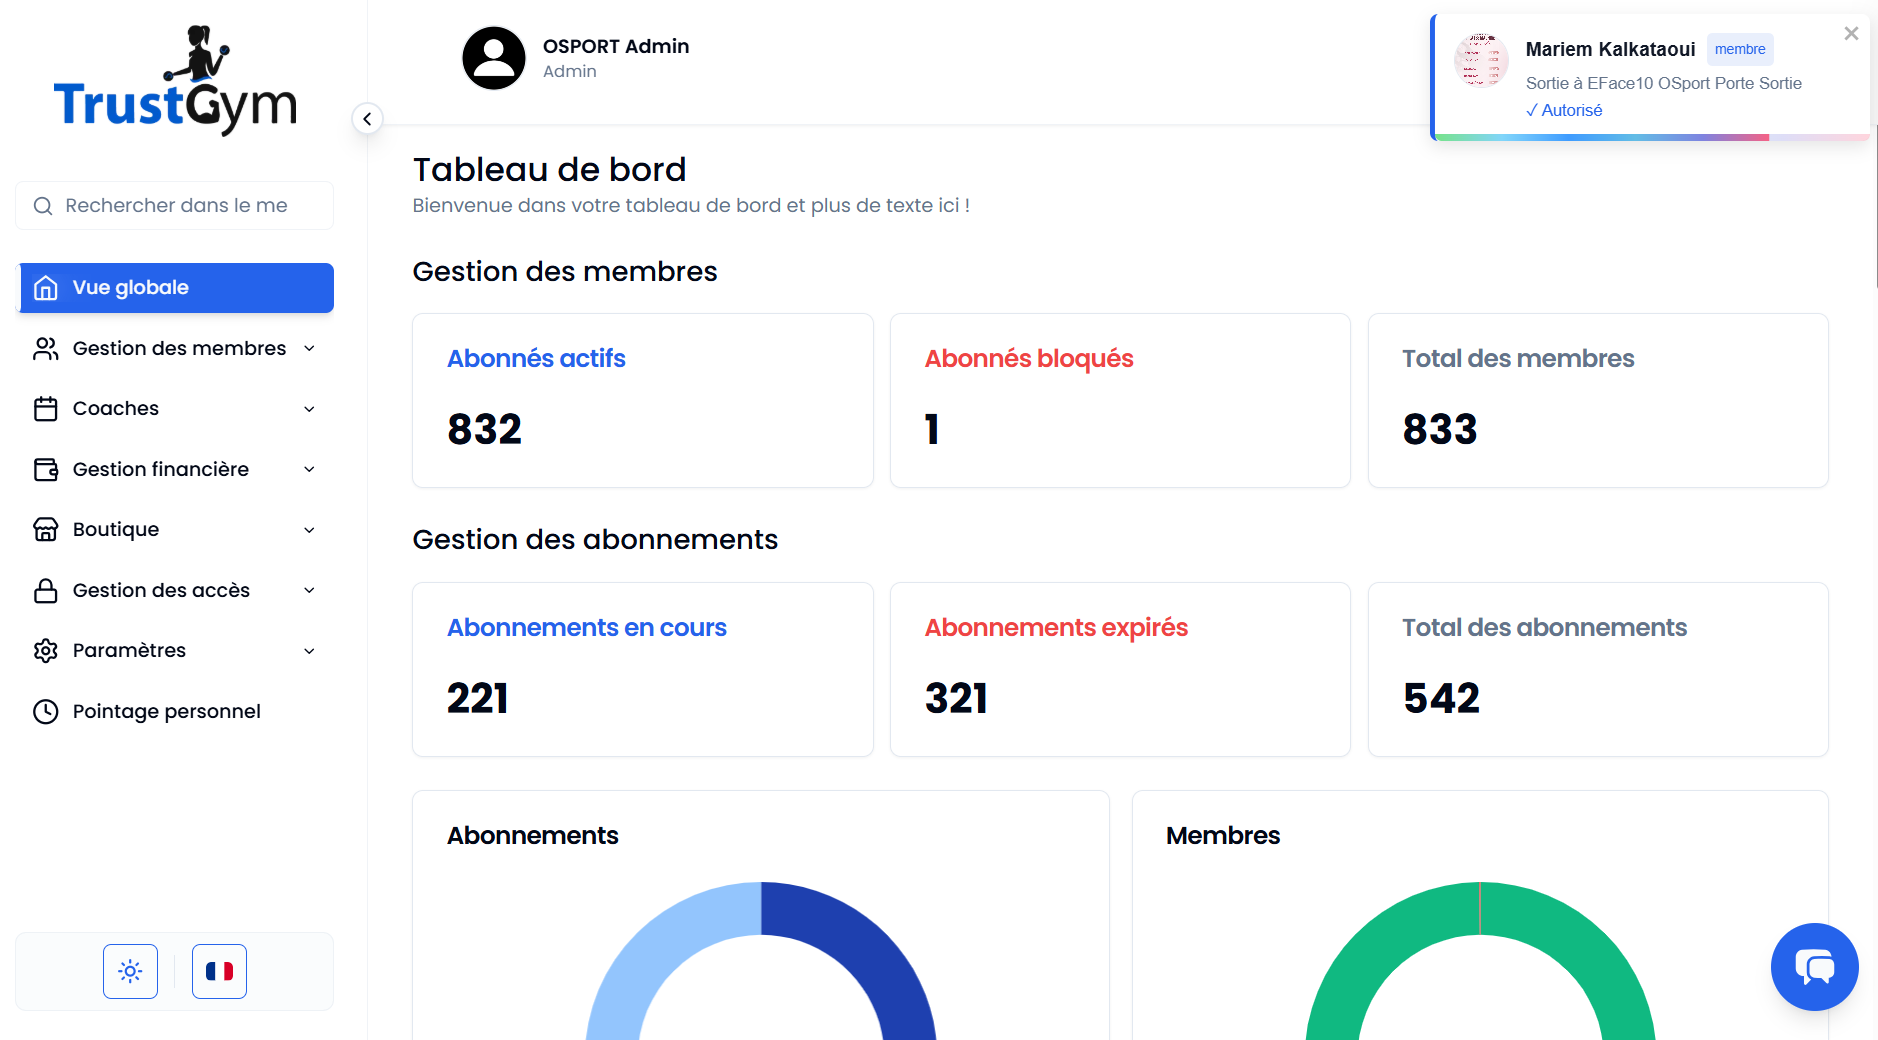 TrustGym
Rechercher dans le me
Vue globale
Gestion des membres
Coaches
Gestion financière
Boutique
Gestion des accès
Paramètres
Pointage personnel
OSPORT Admin
Admin
Mariem Kalkataoui membre
Sortie à EFace10 OSport Porte Sortie
✓ Autorisé
Tableau de bord
Bienvenue dans votre tableau de bord et plus de texte ici !
Gestion des membres
Abonnés actifs
832
Abonnés bloqués
1
Total des membres
833
Gestion des abonnements
Abonnements en cours
221
Abonnements expirés
321
Total des abonnements
542
Abonnements
Membres